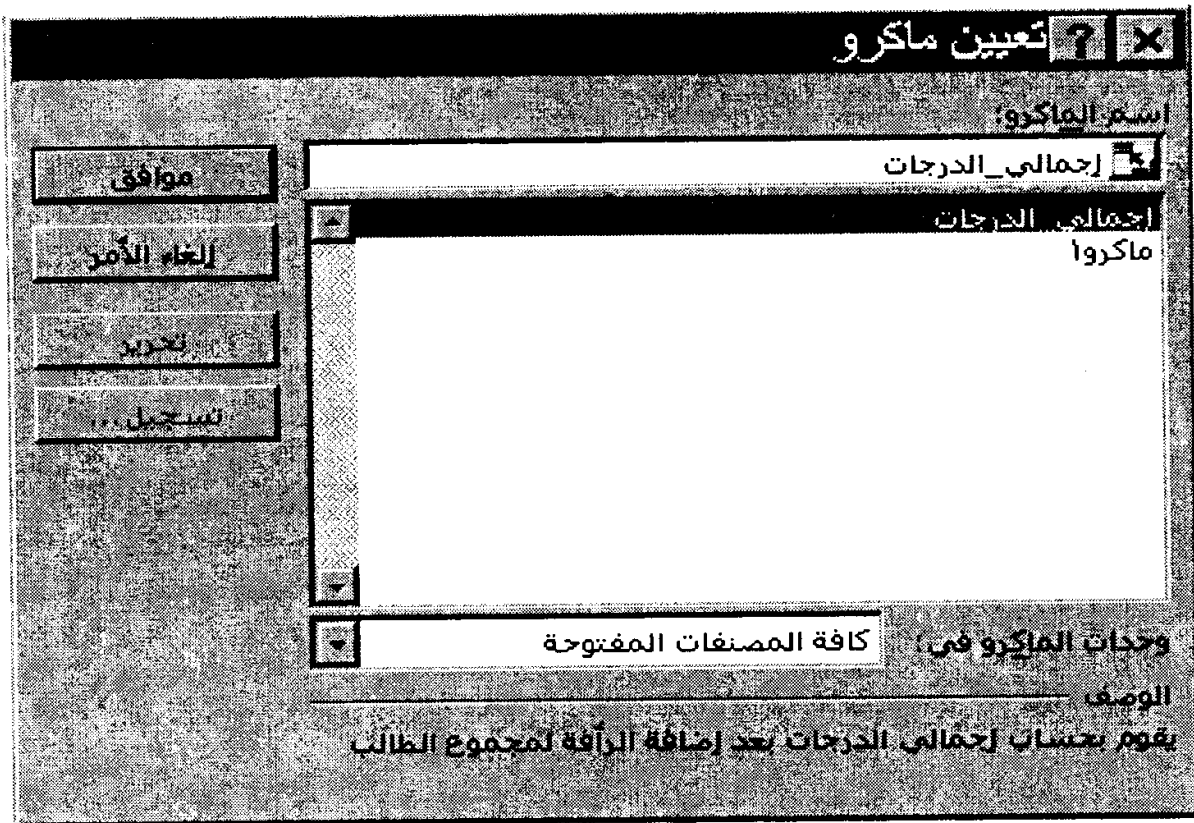 تعيين ماكرو
اسم الماكرو:
إجمالي_الدرجات
إجمالي_الدرجات
ماكروا
موافق
إلغاء الأمر
تحرير
تسجيل...
وحدات الماكرو في: كافة المصنفات المفتوحة
الوصف
يقوم بحساب إجمالي الدرجات بعد إضافة الرأفة لمجموع الطالب